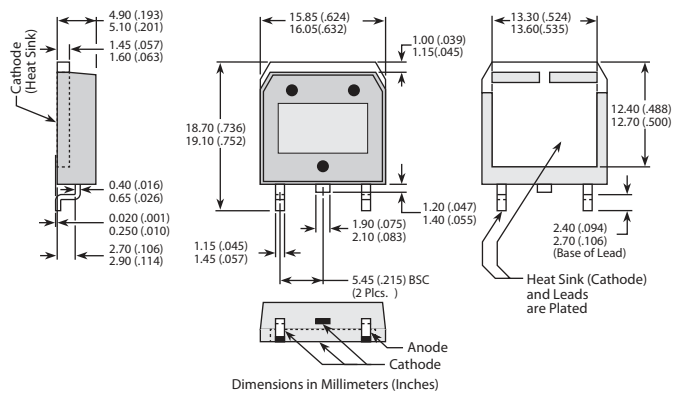 4.90 (.193)
5.10 (.201)
1.45 (.057)
1.60 (.063)
Cathode
(Heat Sink)
0.40 (.016)
0.65 (.026)
0.020 (.001)
0.250 (.010)
2.70 (.106)
2.90 (.114)
15.85 (.624)
16.05(.632)
1.00 (.039)
1.15(.045)
18.70 (.736)
19.10 (.752)
1.20 (.047)
1.40 (.055)
1.90 (.075)
2.10 (.083)
1.15 (.045)
1.45 (.057)
5.45 (.215) BSC
(2 Plcs. )
13.30 (.524)
13.60(.535)
12.40 (.488)
12.70 (.500)
2.40 (.094)
2.70 (.106)
(Base of Lead)
Heat Sink (Cathode)
and Leads
are Plated
Anode
Cathode
Dimensions in Millimeters (Inches)